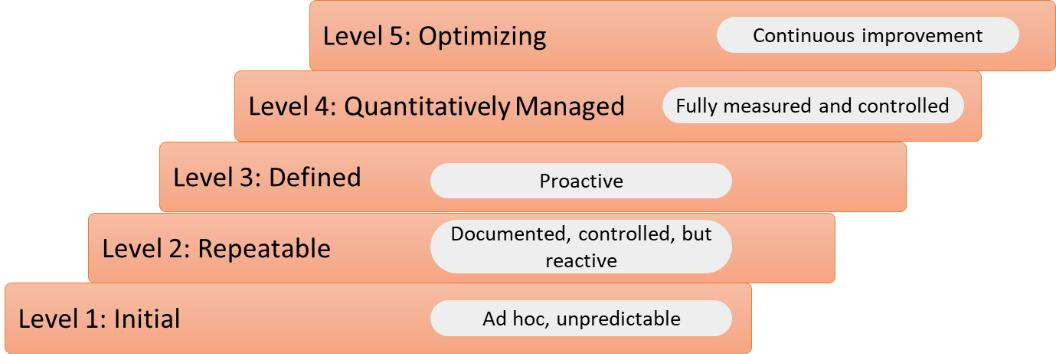 Level 5: Optimizing
Continuous improvement
Level 4: Quantitatively Managed
Fully measured and controlled
Level 3: Defined
Proactive
Level 2: Repeatable
Documented, controlled, but
reactive
Level 1: Initial
Ad hoc, unpredictable